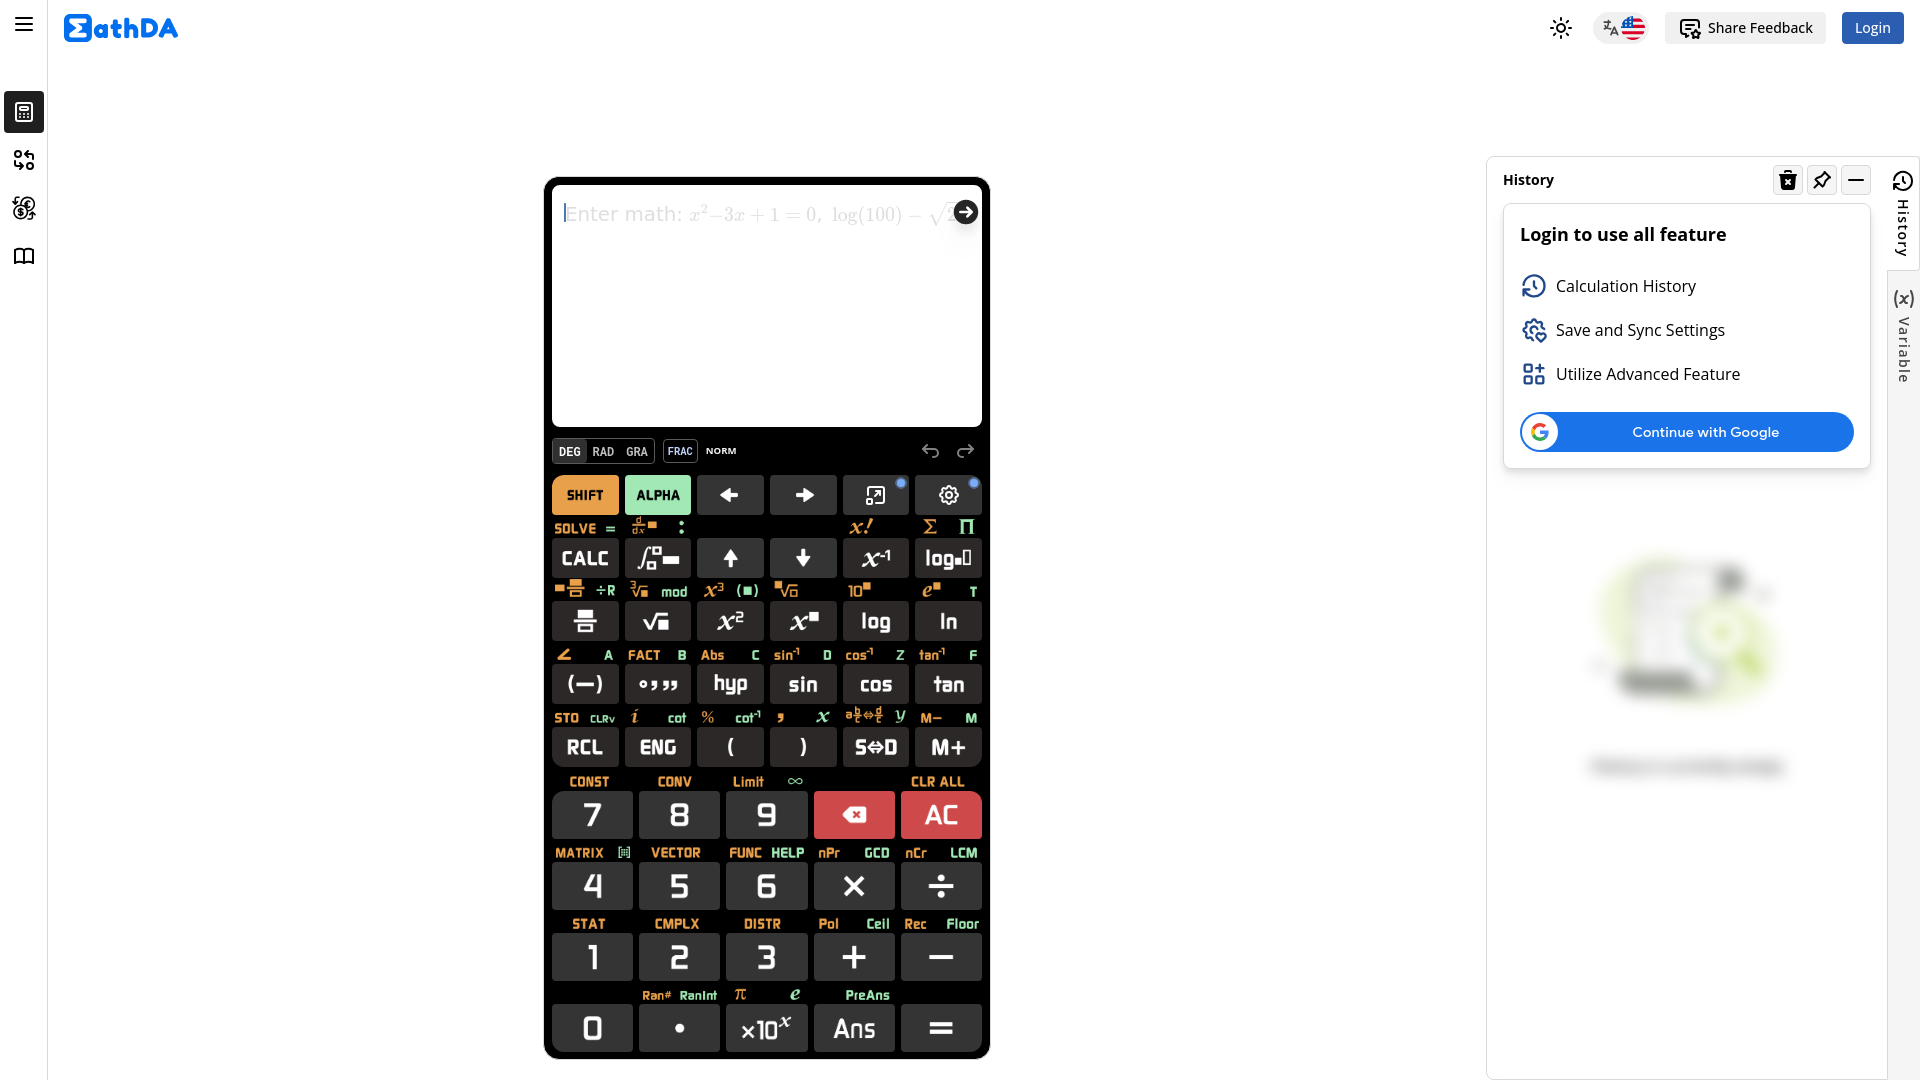 ΣathDA
Share Feedback
Login
Enter math: x²−3x + 1 = 0, log(100) − √
DEG RAD GRA FRAC NORM
SHIFT ALPHA
SOLVE = d/dx■ : x! Σ ∏
CALC ∫□■ x⁻¹ log■▯
■■/■ ÷R ³√■ mod x³ (■) ■√□ 10■ e■ T
■/□ √■ x² x■ log ln
∠ A FACT B Abs C sin⁻¹ D cos⁻¹ Z tan⁻¹ F
(—) °,,, hyp sin cos tan
STO CLRv i cot % cot⁻¹ , x a b/c⇔d/c y M− M
RCL ENG ( ) S⇔D M+
CONST CONV Limit ∞ CLR ALL
7 8 9 AC
MATRIX VECTOR FUNC HELP nPr GCD nCr LCM
4 5 6 × ÷
STAT CMPLX DISTR Pol Ceil Rec Floor
1 2 3 + −
Ran# RanInt π e PreAns
0 . ×10ˣ Ans =
History
Login to use all feature
Calculation History
Save and Sync Settings
Utilize Advanced Feature
Continue with Google
History
(x) Variable